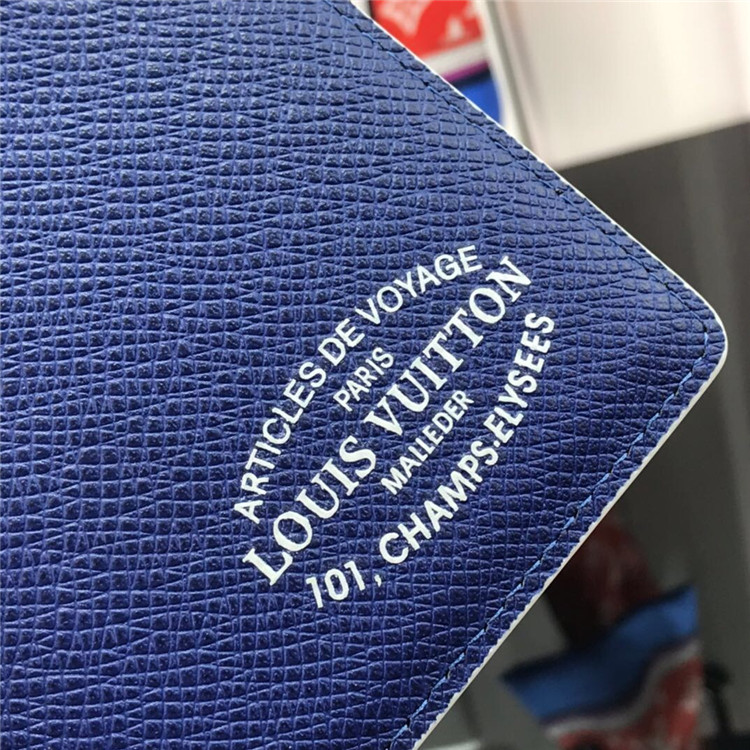 ARTICLES DE VOYAGE
PARIS
LOUIS VUITTON
MALLEDER
101, CHAMPS.ELYSEES